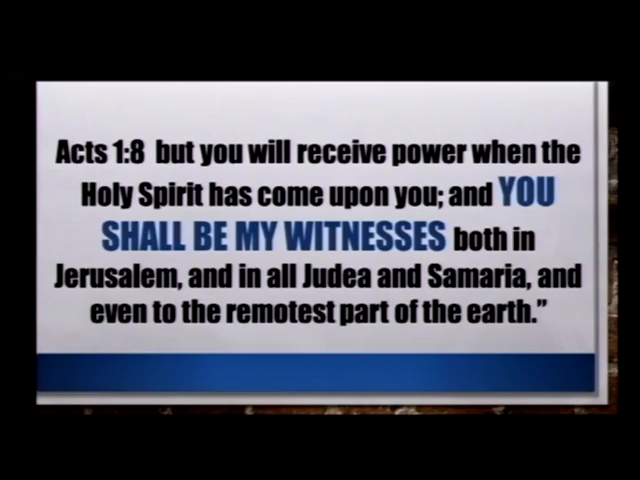 Acts 1:8 but you will receive power when the
Holy Spirit has come upon you; and YOU
SHALL BE MY WITNESSES both in
Jerusalem, and in all Judea and Samaria, and
even to the remotest part of the earth.”